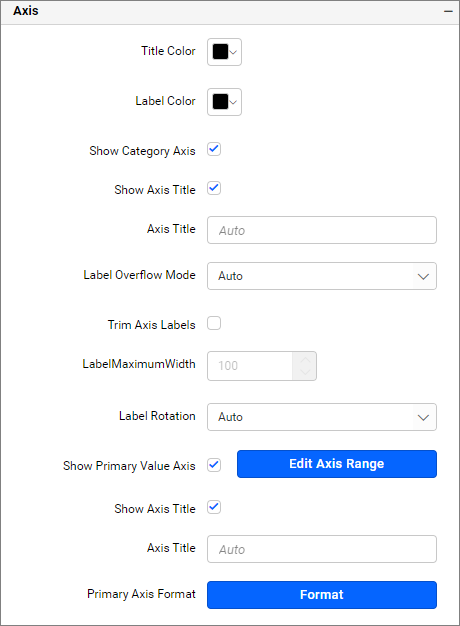 Axis
Title Color
Label Color
Show Category Axis
Show Axis Title
Axis Title Auto
Label Overflow Mode Auto
Trim Axis Labels
LabelMaximumWidth 100
Label Rotation Auto
Show Primary Value Axis Edit Axis Range
Show Axis Title
Axis Title Auto
Primary Axis Format Format